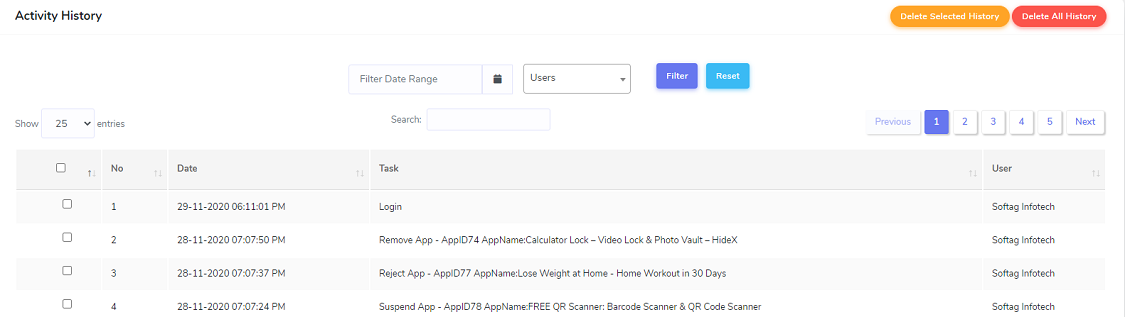 Activity History Delete Selected History Delete All History
Filter Date Range Users Filter Reset
Show 25 entries Search: Previous 1 2 3 4 5 Next
No Date Task User
1 29-11-2020 06:11:01 PM Login Softag Infotech
2 28-11-2020 07:07:50 PM Remove App - AppID74 AppName:Calculator Lock – Video Lock & Photo Vault – HideX Softag Infotech
3 28-11-2020 07:07:37 PM Reject App - AppID77 AppName:Lose Weight at Home - Home Workout in 30 Days Softag Infotech
4 28-11-2020 07:07:24 PM Suspend App - AppID78 AppName:FREE QR Scanner: Barcode Scanner & QR Code Scanner Softag Infotech